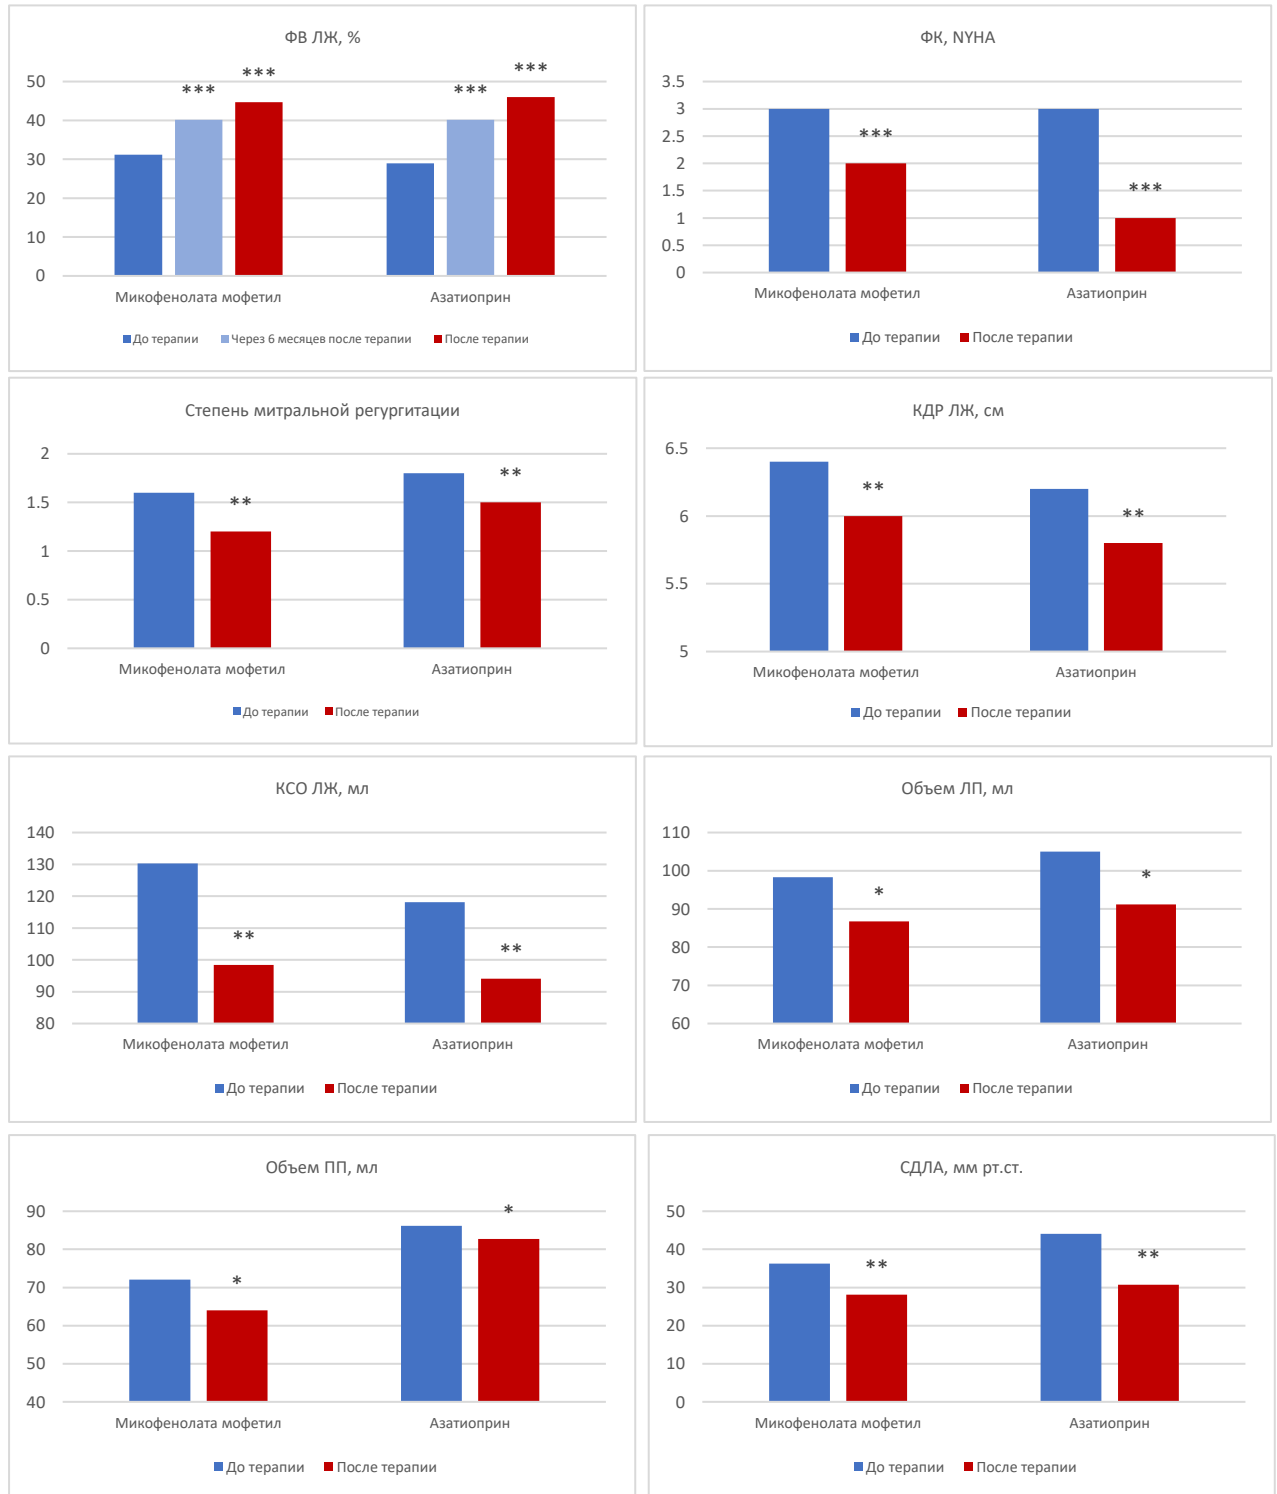 ФВ ЛЖ, %
50
40
30
20
10
0
***
***
***
***
Микофенолата мофетил
Азатиоприн
До терапии Через 6 месяцев после терапии После терапии
ФК, NYHA
3.5
3
2.5
2
1.5
1
0.5
0
***
***
Микофенолата мофетил
Азатиоприн
До терапии После терапии
Степень митральной регургитации
2
1.5
1
0.5
0
**
**
Микофенолата мофетил
Азатиоприн
До терапии После терапии
КДР ЛЖ, см
6.5
6
5.5
5
**
**
Микофенолата мофетил
Азатиоприн
До терапии После терапии
КСО ЛЖ, мл
140
130
120
110
100
90
80
**
**
Микофенолата мофетил
Азатиоприн
До терапии После терапии
Объем ЛП, мл
110
100
90
80
70
60
*
*
Микофенолата мофетил
Азатиоприн
До терапии После терапии
Объем ПП, мл
90
80
70
60
50
40
*
*
Микофенолата мофетил
Азатиоприн
До терапии После терапии
СДЛА, мм рт.ст.
50
40
30
20
10
0
**
**
Микофенолата мофетил
Азатиоприн
До терапии После терапии